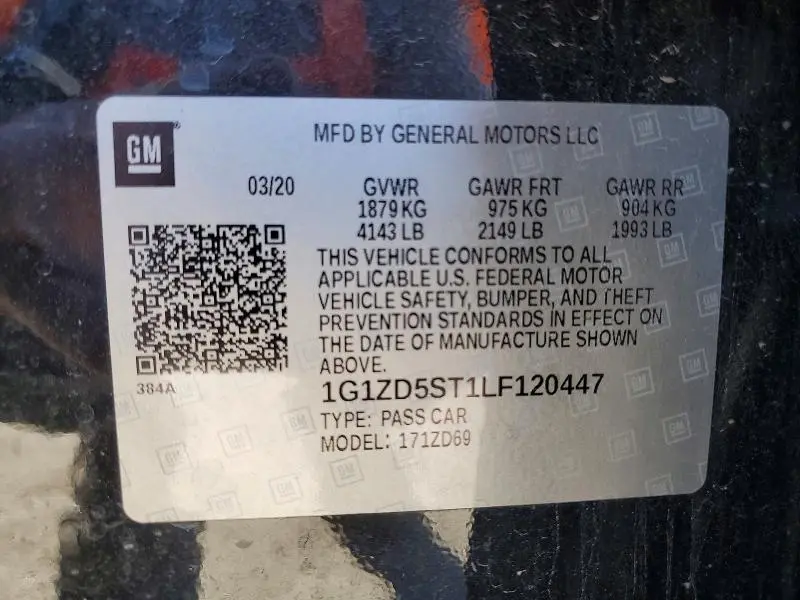 GM
MFD BY GENERAL MOTORS LLC
03/20 GVWR GAWR FRT GAWR RR
1879 KG 975 KG 904 KG
4143 LB 2149 LB 1993 LB
THIS VEHICLE CONFORMS TO ALL
APPLICABLE U.S. FEDERAL MOTOR
VEHICLE SAFETY, BUMPER, AND THEFT
PREVENTION STANDARDS IN EFFECT ON
THE DATE OF MANUFACTURE SHOWN
ABOVE.
384A
1G1ZD5ST1LF120447
TYPE: PASS CAR
MODEL: 171ZD69